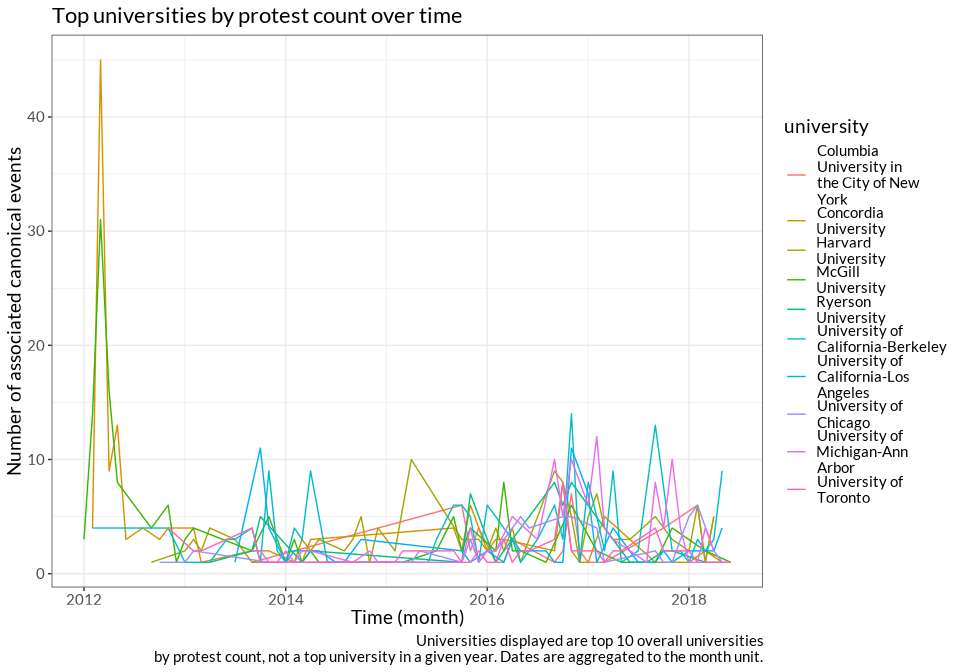 Top universities by protest count over time
Number of associated canonical events
40
30
20
10
0
2012
2014
2016
2018
Time (month)
university
Columbia
University in
the City of New
York
Concordia
University
Harvard
University
McGill
University
Ryerson
University
University of
California-Berkeley
University of
California-Los
Angeles
University of
Chicago
University of
Michigan-Ann
Arbor
University of
Toronto
Universities displayed are top 10 overall universities
by protest count, not a top university in a given year. Dates are aggregated to the month unit.